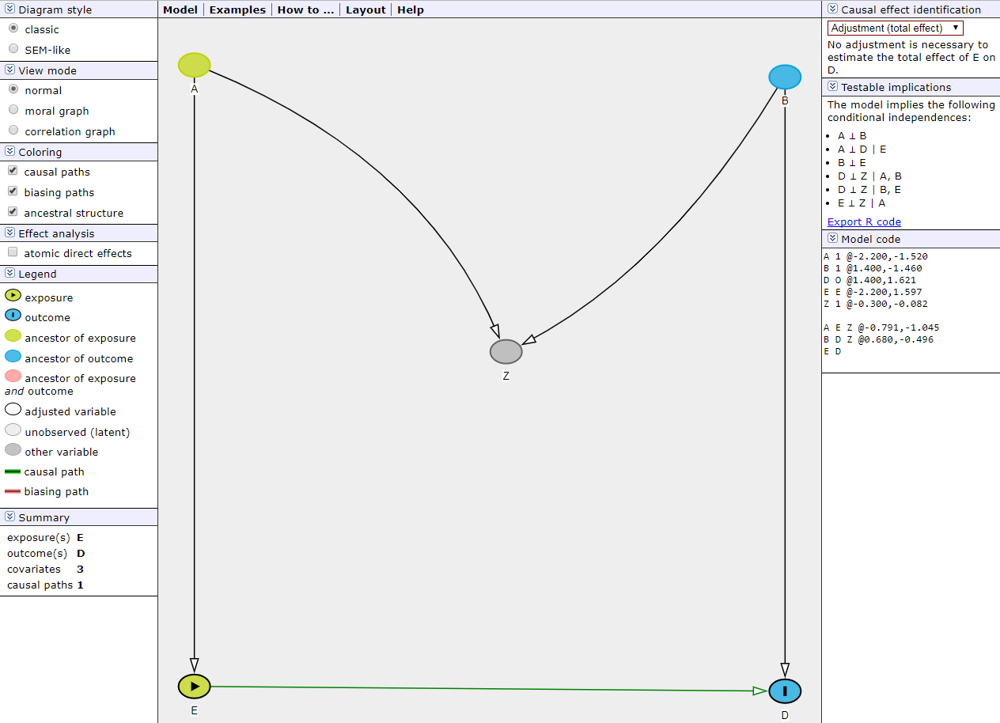 Diagram style
classic
SEM-like
View mode
normal
moral graph
correlation graph
Coloring
causal paths
biasing paths
ancestral structure
Effect analysis
atomic direct effects
Legend
exposure
outcome
ancestor of exposure
ancestor of outcome
ancestor of exposure
and outcome
adjusted variable
unobserved (latent)
other variable
causal path
biasing path
Summary
exposure(s) E
outcome(s) D
covariates 3
causal paths 1
Model Examples How to ... Layout Help
A
B
Z
E
D
Causal effect identification
Adjustment (total effect)
No adjustment is necessary to
estimate the total effect of E on
D.
Testable implications
The model implies the following
conditional independences:
• A ⊥ B
• A ⊥ D | E
• B ⊥ E
• D ⊥ Z | A, B
• D ⊥ Z | B, E
• E ⊥ Z | A
Export R code
Model code
A 1 @-2.200,-1.520
B 1 @1.400,-1.460
D O @1.400,1.621
E E @-2.200,1.597
Z 1 @-0.300,-0.082
A E Z @-0.791,-1.045
B D Z @0.680,-0.496
E D